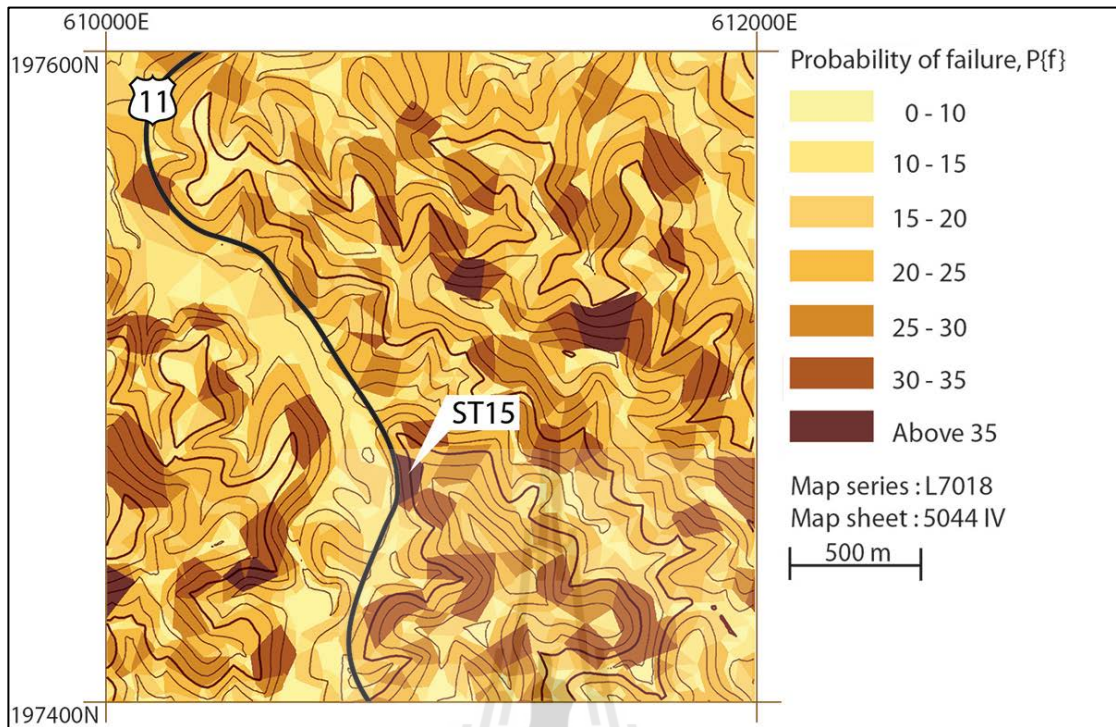 610000E
612000E
197600N
Probability of failure, P{f}
11
0 - 10
10 - 15
15 - 20
20 - 25
25 - 30
30 - 35
Above 35
ST15
Map series : L7018
Map sheet : 5044 IV
500 m
197400N